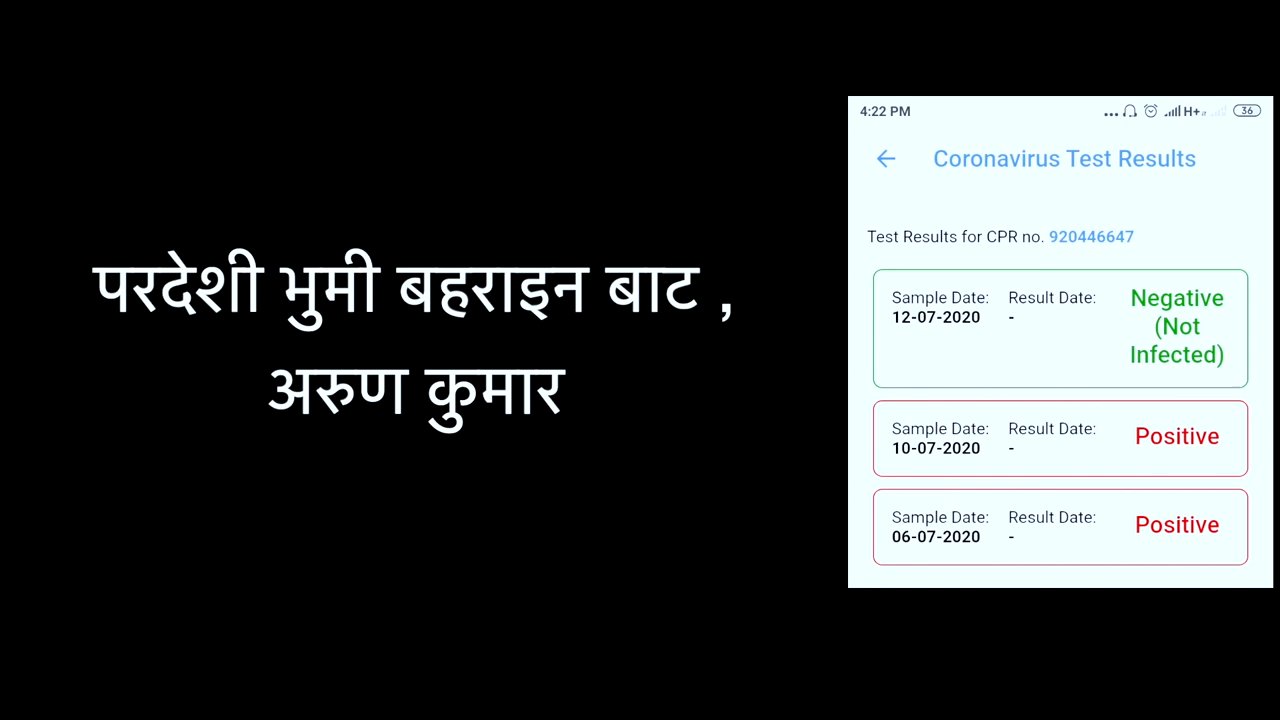 परदेशी भुमी बहराइन बाट ,
अरुण कुमार
4:22 PM
H+
36
Coronavirus Test Results
Test Results for CPR no. 920446647
Sample Date: Result Date: Negative
12-07-2020 - (Not
Infected)
Sample Date: Result Date: Positive
10-07-2020 -
Sample Date: Result Date: Positive
06-07-2020 -